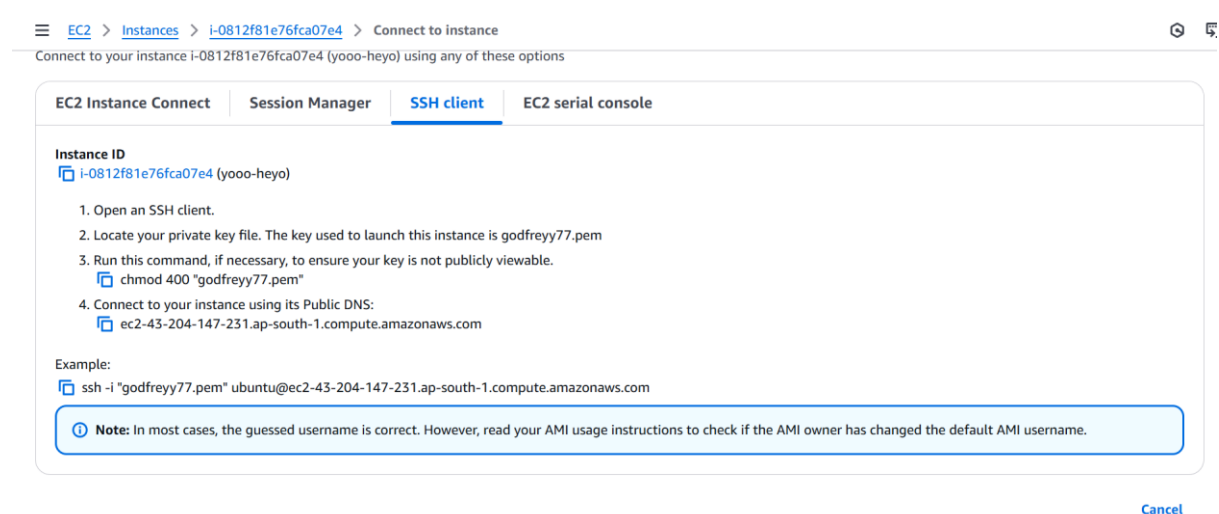 EC2 > Instances > i-0812f81e76fca07e4 > Connect to instance
Connect to your instance i-0812f81e76fca07e4 (yooo-heyo) using any of these options
EC2 Instance Connect Session Manager SSH client EC2 serial console
Instance ID
i-0812f81e76fca07e4 (yooo-heyo)
1. Open an SSH client.
2. Locate your private key file. The key used to launch this instance is godfreyy77.pem
3. Run this command, if necessary, to ensure your key is not publicly viewable.
chmod 400 "godfreyy77.pem"
4. Connect to your instance using its Public DNS:
ec2-43-204-147-231.ap-south-1.compute.amazonaws.com
Example:
ssh -i "godfreyy77.pem" ubuntu@ec2-43-204-147-231.ap-south-1.compute.amazonaws.com
Note: In most cases, the guessed username is correct. However, read your AMI usage instructions to check if the AMI owner has changed the default AMI username.
Cancel